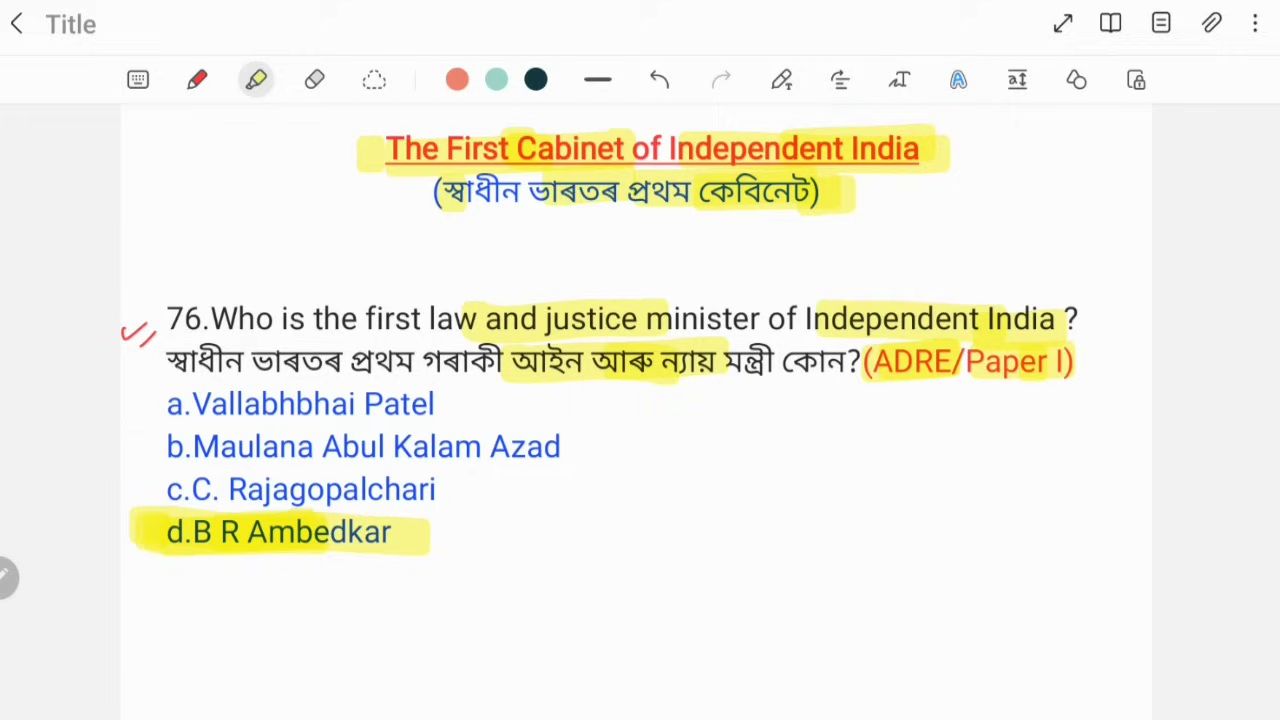 Title
The First Cabinet of Independent India
(স্বাধীন ভাৰতৰ প্ৰথম কেবিনেট)
76.Who is the first law and justice minister of Independent India ?
স্বাধীন ভাৰতৰ প্ৰথম গৰাকী আইন আৰু ন্যায় মন্ত্ৰী কোন?(ADRE/Paper I)
a.Vallabhbhai Patel
b.Maulana Abul Kalam Azad
c.C. Rajagopalchari
d.B R Ambedkar